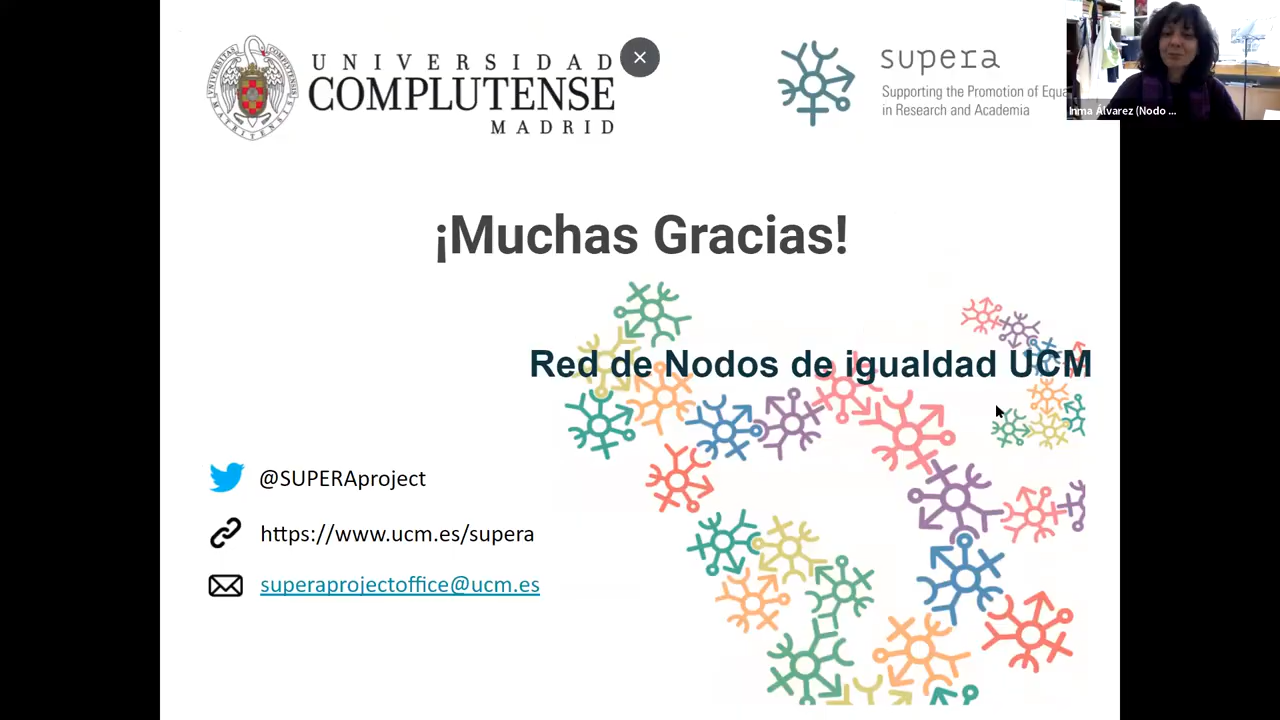 UNIVERSIDAD
COMPLUTENSE
MADRID
supera
Supporting the Promotion of Equa
in Research and Academia
Inma Álvarez (Nodo ...
¡Muchas Gracias!
Red de Nodos de igualdad UCM
@SUPERAproject
https://www.ucm.es/supera
superaprojectoffice@ucm.es